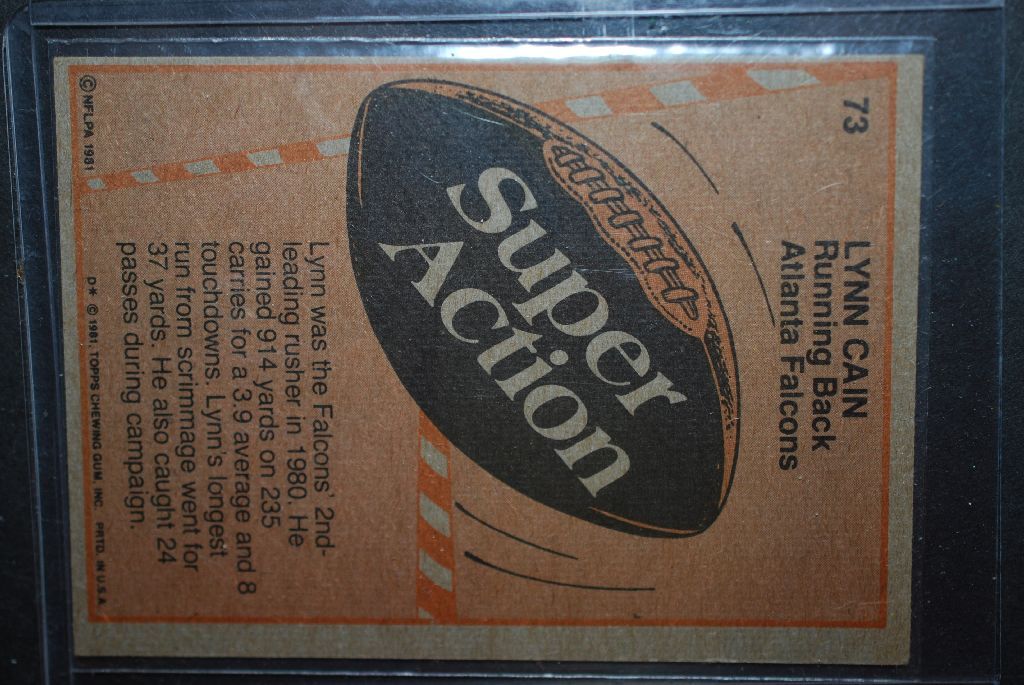 73
LYNN CAIN
Running Back
Atlanta Falcons
Super
Action
Lynn was the Falcons' 2nd-
leading rusher in 1980. He
gained 914 yards on 235
carries for a 3.9 average and 8
touchdowns. Lynn's longest
run from scrimmage went for
37 yards. He also caught 24
passes during campaign.
© NFLPA 1981
D* © 1981, TOPPS CHEWING GUM, INC. PRTD. IN U.S.A.